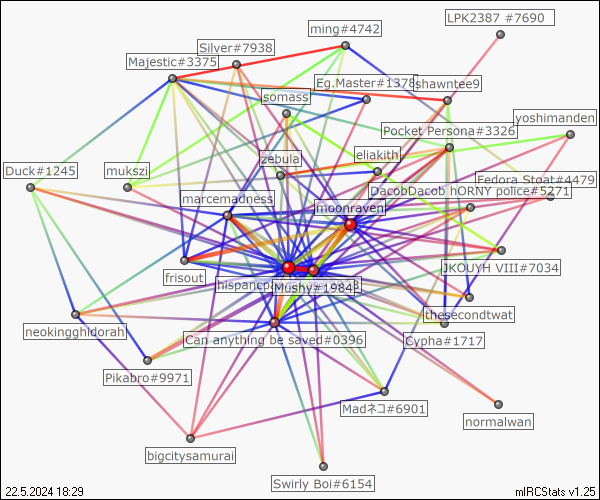 LPK2387 #7690
ming#4742
Silver#7938
Majestic#3375
Eg.Master#1378
shawntee9
somass
yoshimanden
Pocket Persona#3326
zebula
eliakith
Duck#1245
mukszi
Fedora Stoat#4479
DacobDacob hORNY police#5271
marcemadness
moonraven
JKOUYH VIII#7034
frisout
Mushy#1984
thesecondtwat
neokingghidorah
Can anything be saved#0396
Cypha#1717
Pikabro#9971
Madネコ#6901
normalwan
bigcitysamurai
Swirly Boi#6154
22.5.2024 18:29
mIRCStats v1.25